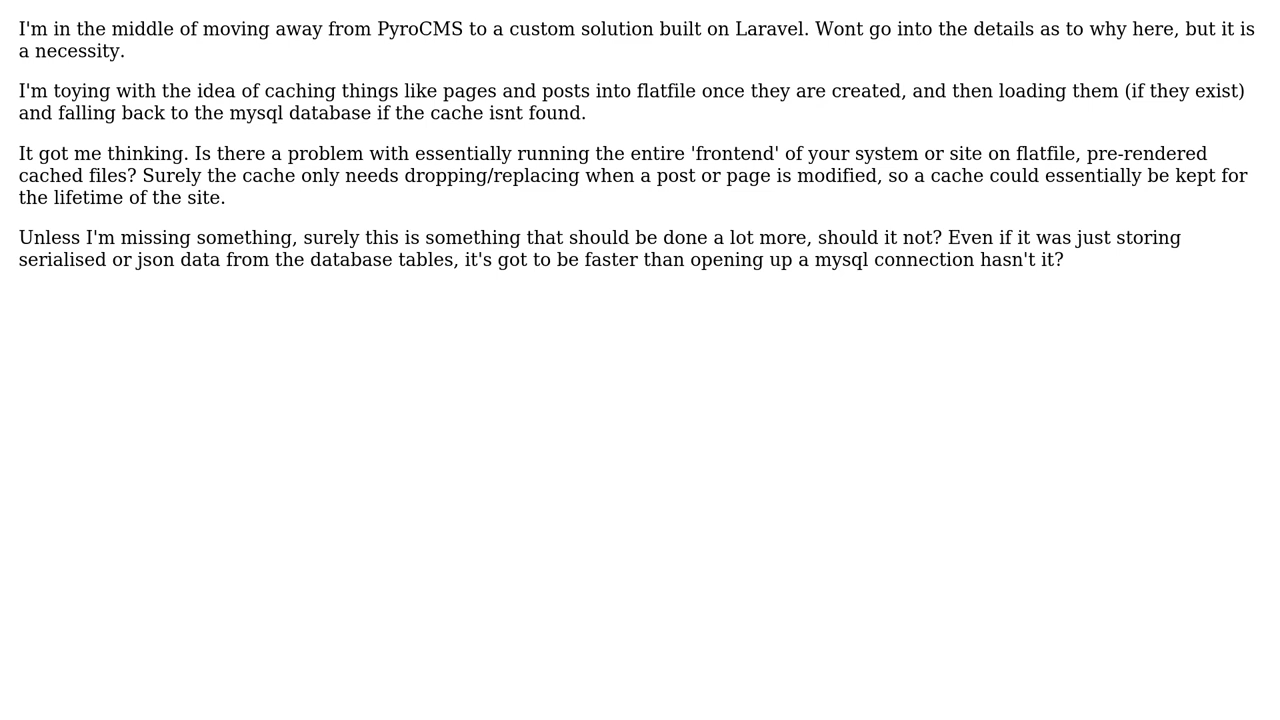 I'm in the middle of moving away from PyroCMS to a custom solution built on Laravel. Wont go into the details as to why here, but it is
a necessity.
I'm toying with the idea of caching things like pages and posts into flatfile once they are created, and then loading them (if they exist)
and falling back to the mysql database if the cache isnt found.
It got me thinking. Is there a problem with essentially running the entire 'frontend' of your system or site on flatfile, pre-rendered
cached files? Surely the cache only needs dropping/replacing when a post or page is modified, so a cache could essentially be kept for
the lifetime of the site.
Unless I'm missing something, surely this is something that should be done a lot more, should it not? Even if it was just storing
serialised or json data from the database tables, it's got to be faster than opening up a mysql connection hasn't it?